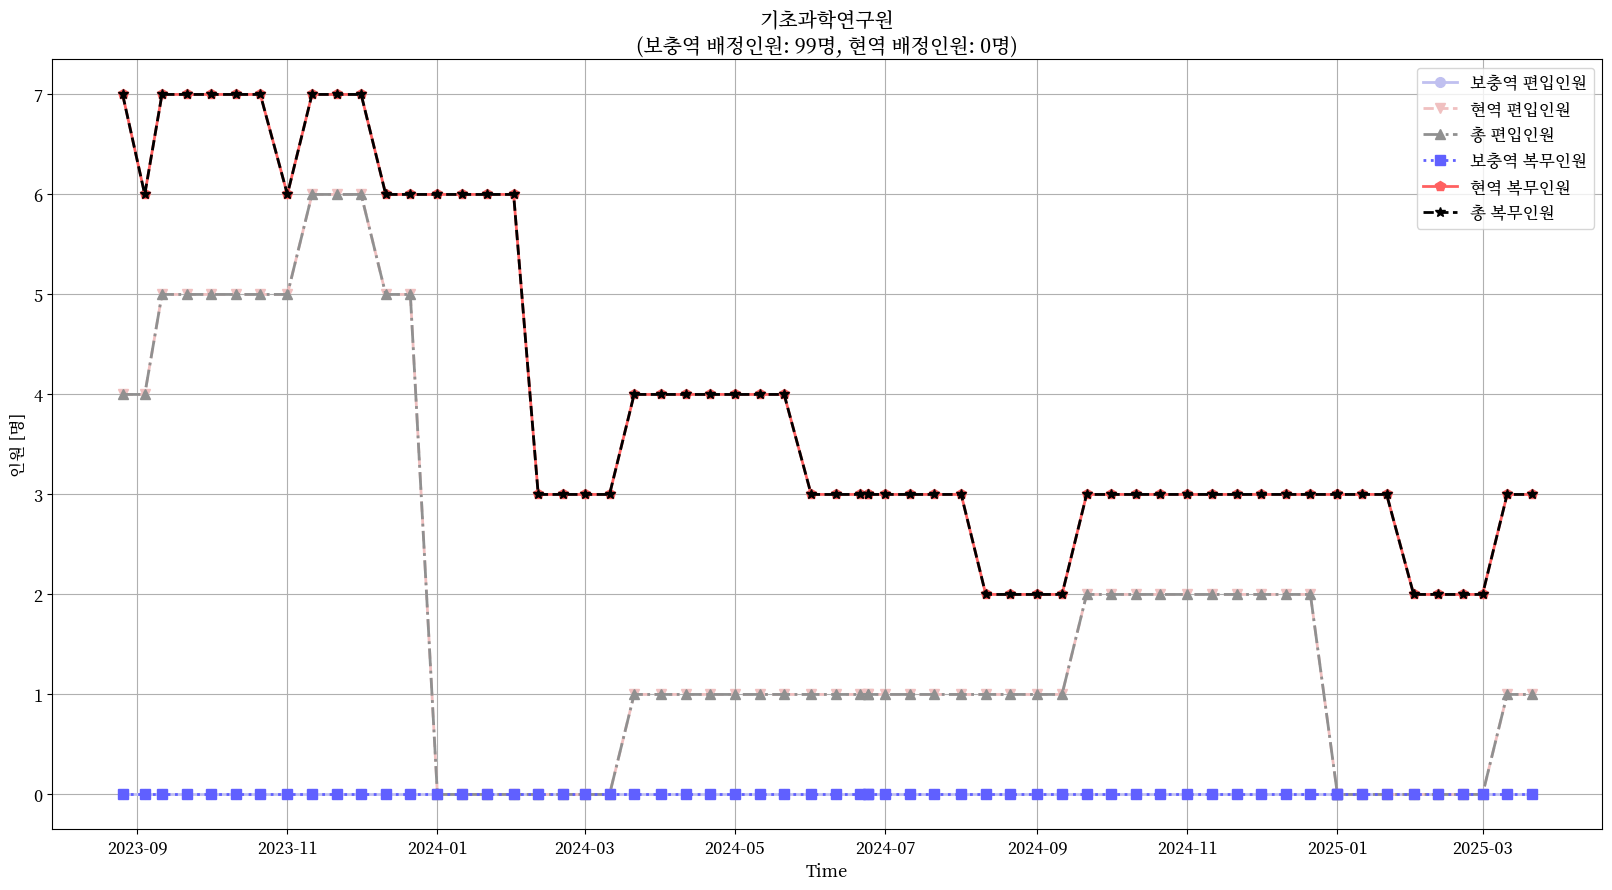 기초과학연구원
(보충역 배정인원: 99명, 현역 배정인원: 0명)
보충역 편입인원
현역 편입인원
총 편입인원
보충역 복무인원
현역 복무인원
총 복무인원
인원 [명]
7
6
5
4
3
2
1
0
2023-09
2023-11
2024-01
2024-03
2024-05
2024-07
2024-09
2024-11
2025-01
2025-03
Time